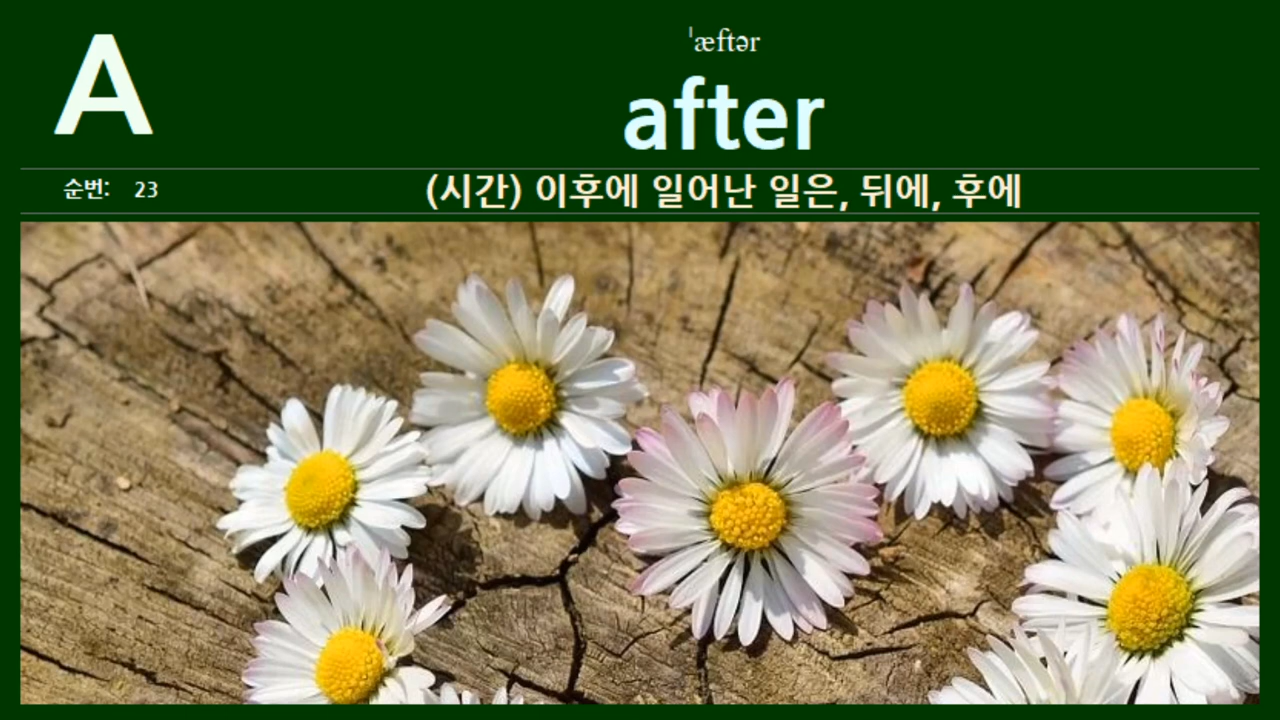 A
ˈæftər
after
순번: 23
(시간) 이후에 일어난 일은, 뒤에, 후에